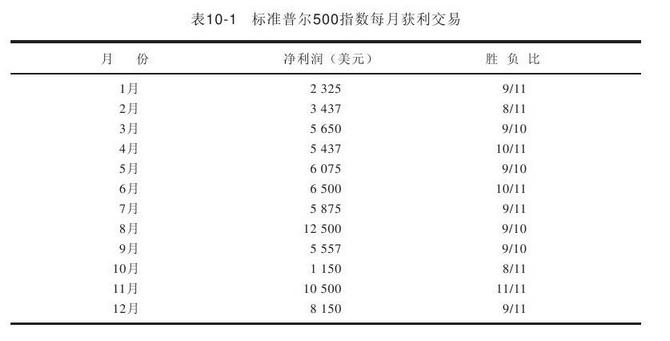 表10-1 标准普尔500指数每月获利交易
月 份 净利润（美元） 胜 负 比
1月 2 325 9/11
2月 3 437 8/11
3月 5 650 9/10
4月 5 437 10/11
5月 6 075 9/10
6月 6 500 10/11
7月 5 875 9/11
8月 12 500 9/10
9月 5 557 9/10
10月 1 150 8/11
11月 10 500 11/11
12月 8 150 9/11